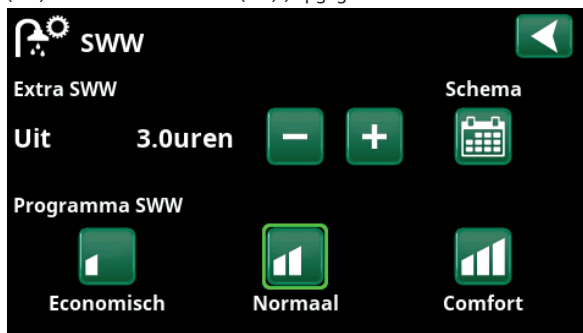 SWW
Extra SWW
Schema
Uit 3.0uren
Programma SWW
Economisch Normaal Comfort